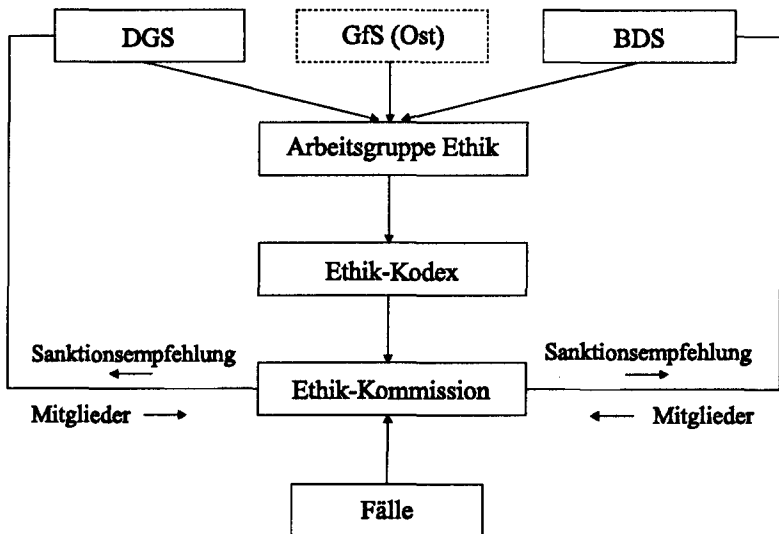 DGS
GfS (Ost)
BDS
Arbeitsgruppe Ethik
Ethik-Kodex
Sanktionsempfehlung
Sanktionsempfehlung
Ethik-Kommission
Mitglieder
Mitglieder
Fälle